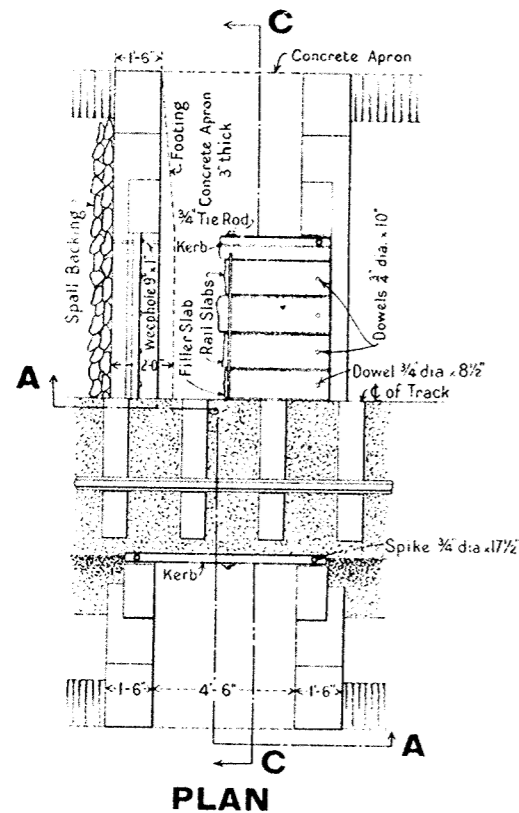 C
1'-6"
Concrete Apron
℄ Footing
Concrete Apron
3" thick
¾" Tie Rod
Kerb
Spall Backing
Weephole 9" x 1"
Filler Slab
Rail Slabs
Dowels ¾" dia. x 10"
2'-0"
Dowel ¾" dia x 8½"
℄ of Track
A
Spike ¾" dia x 17½"
Kerb
1'-6"
4'-6"
1'-6"
A
C
PLAN